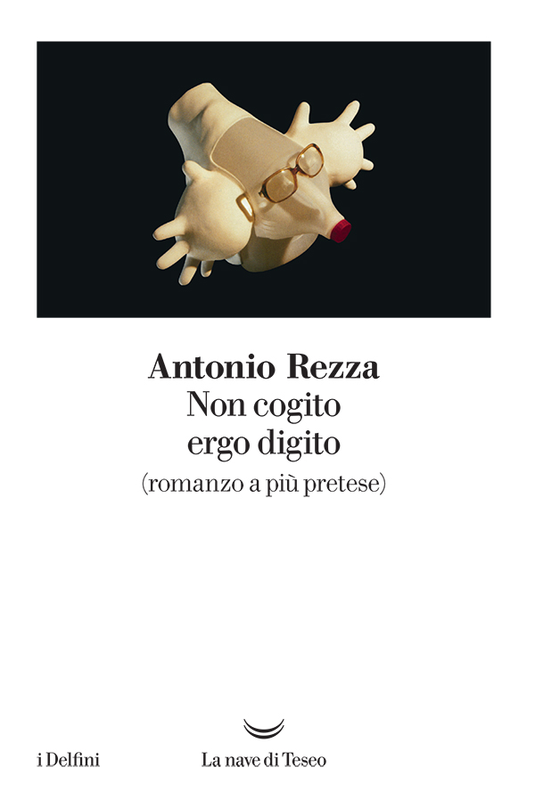 Antonio Rezza
Non cogito
ergo digito
(romanzo a più pretese)
i Delfini
La nave di Teseo